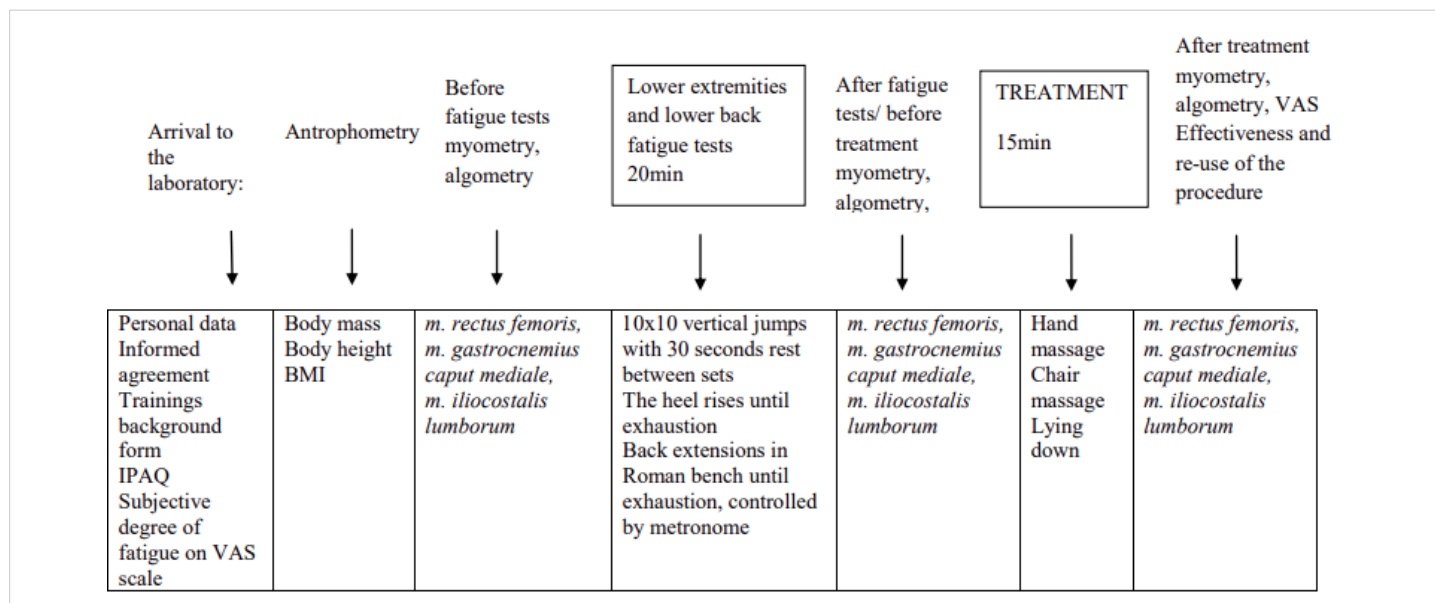 Arrival to
the
laboratory:
Antrophometry
Before
fatigue tests
myometry,
algometry
Lower extremities
and lower back
fatigue tests
20min
After fatigue
tests/ before
treatment
myometry,
algometry,
TREATMENT
15min
After treatment
myometry,
algometry, VAS
Effectiveness and
re-use of the
procedure
Personal data
Informed
agreement
Trainings
background
form
IPAQ
Subjective
degree of
fatigue on VAS
scale
Body mass
Body height
BMI
m. rectus femoris,
m. gastrocnemius
caput mediale,
m. iliocostalis
lumborum
10x10 vertical jumps
with 30 seconds rest
between sets
The heel rises until
exhaustion
Back extensions in
Roman bench until
exhaustion, controlled
by metronome
m. rectus femoris,
m. gastrocnemius
caput mediale,
m. iliocostalis
lumborum
Hand
massage
Chair
massage
Lying
down
m. rectus femoris,
m. gastrocnemius
caput mediale,
m. iliocostalis
lumborum